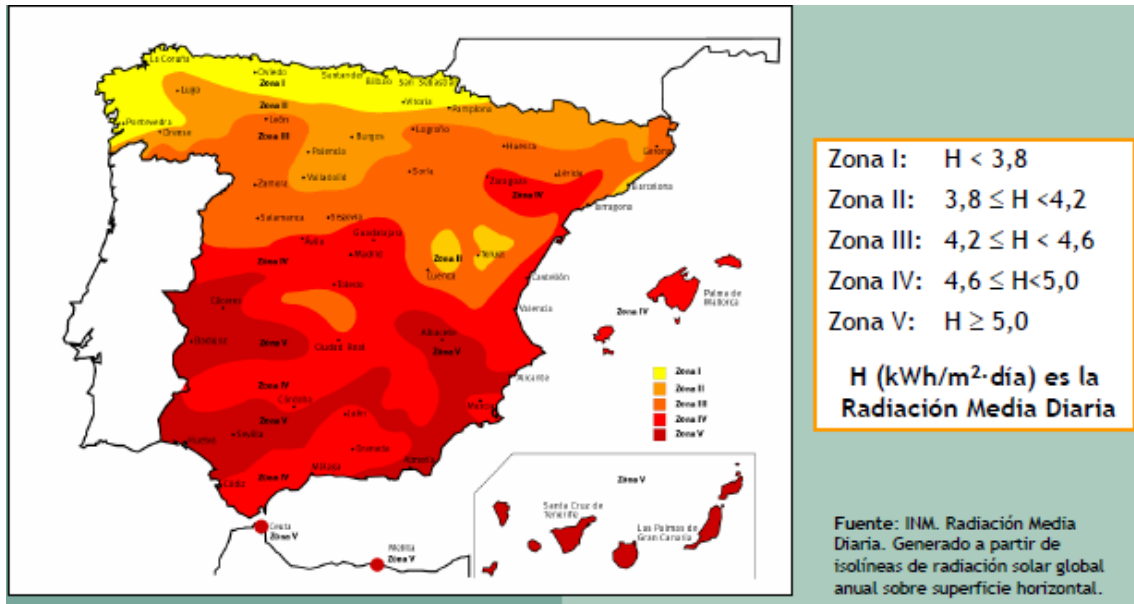 La Coruña
Oviedo
Zona I
Santander
Bilbao
San Sebastián
Lugo
Vitoria
Pamplona
Zona II
León
Pontevedra
Orense
Zona III
Burgos
Logroño
Huesca
Gerona
Palencia
Zamora
Valladolid
Soria
Zaragoza
Lérida
Zona IV
Barcelona
Tarragona
Salamanca
Segovia
Guadalajara
Ávila
Madrid
Zona II
Teruel
Zona IV
Cuenca
Castellón
Toledo
Cáceres
Valencia
Palma de
Mallorca
Zona IV
Albacete
Badajoz
Zona V
Ciudad Real
Zona V
Alicante
Zona IV
Córdoba
Murcia
Jaén
Zona V
Huelva
Sevilla
Granada
Almería
Málaga
Zona IV
Cádiz
Ceuta
Zona V
Melilla
Zona V
Zona I
Zona II
Zona III
Zona IV
Zona V
Zona V
Santa Cruz de
Tenerife
Las Palmas de
Gran Canaria
Zona I: H < 3,8
Zona II: 3,8 ≤ H <4,2
Zona III: 4,2 ≤ H < 4,6
Zona IV: 4,6 ≤ H<5,0
Zona V: H ≥ 5,0
H (kWh/m²·día) es la
Radiación Media Diaria
Fuente: INM. Radiación Media
Diaria. Generado a partir de
isolíneas de radiación solar global
anual sobre superficie horizontal.